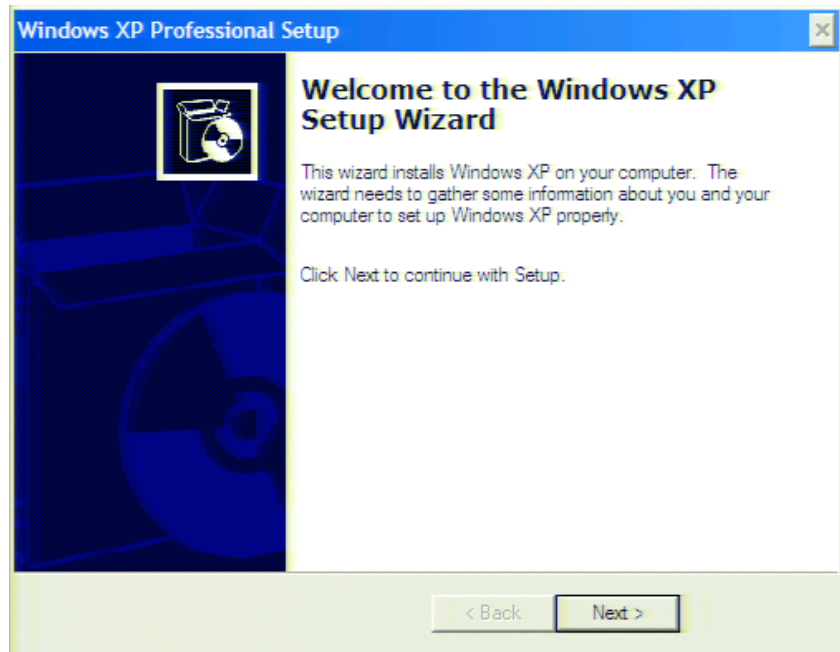 Windows XP Professional Setup
Welcome to the Windows XP
Setup Wizard
This wizard installs Windows XP on your computer. The
wizard needs to gather some information about you and your
computer to set up Windows XP properly.
Click Next to continue with Setup.
< Back
Next >